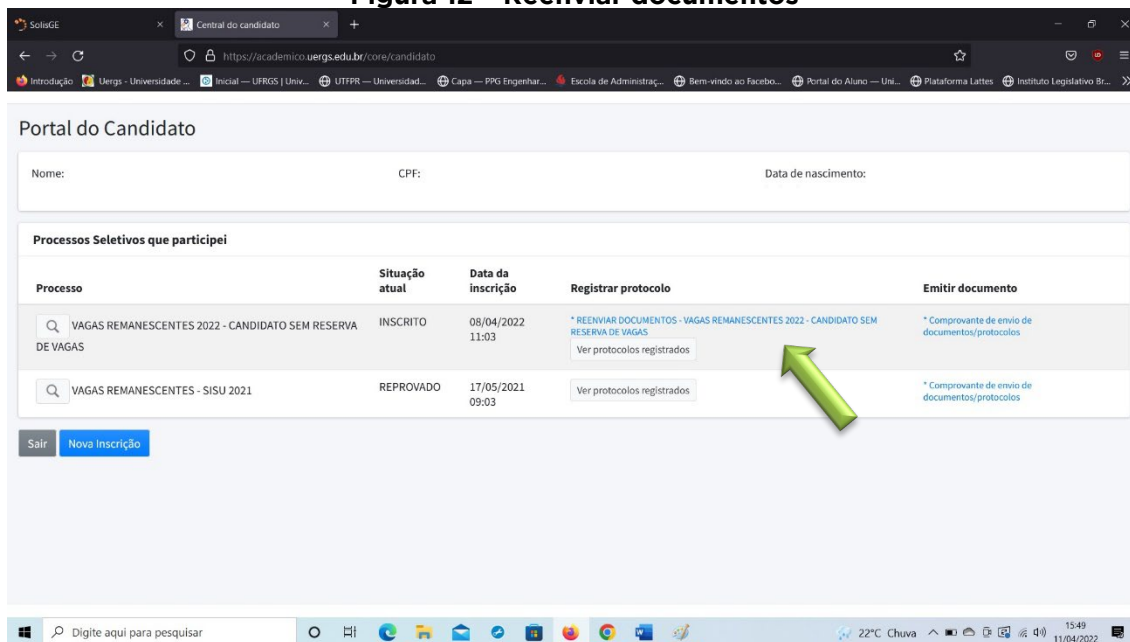 Figura 12 – Reenviar documentos
SolisGE
Central do candidato
https://academico.uergs.edu.br/core/candidato
Introdução
Uergs - Universidade ...
Inicial — UFRGS | Univ...
UTFPR — Universidad...
Capa — PPG Engenhar...
Escola de Administraç...
Bem-vindo ao Facebo...
Portal do Aluno — Uni...
Plataforma Lattes
Instituto Legislativo Br...
Portal do Candidato
Nome: CPF: Data de nascimento:
Processos Seletivos que participei
Processo Situação atual Data da inscrição Registrar protocolo Emitir documento
VAGAS REMANESCENTES 2022 - CANDIDATO SEM RESERVA
DE VAGAS
INSCRITO
08/04/2022
11:03
* REENVIAR DOCUMENTOS - VAGAS REMANESCENTES 2022 - CANDIDATO SEM
RESERVA DE VAGAS
Ver protocolos registrados
* Comprovante de envio de
documentos/protocolos
VAGAS REMANESCENTES - SISU 2021
REPROVADO
17/05/2021
09:03
Ver protocolos registrados
* Comprovante de envio de
documentos/protocolos
Sair
Nova Inscrição
Digite aqui para pesquisar
22°C Chuva
15:49
11/04/2022